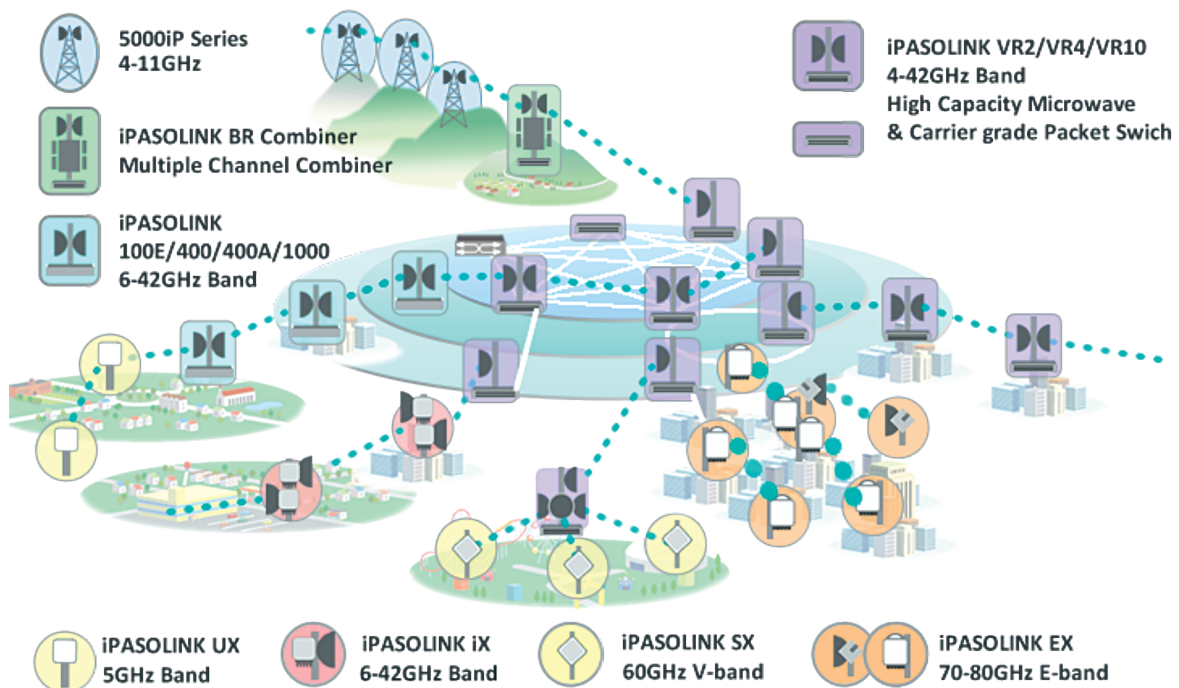 5000iP Series
4-11GHz
iPASOLINK BR Combiner
Multiple Channel Combiner
iPASOLINK
100E/400/400A/1000
6-42GHz Band
iPASOLINK VR2/VR4/VR10
4-42GHz Band
High Capacity Microwave
& Carrier grade Packet Swich
iPASOLINK UX
5GHz Band
iPASOLINK iX
6-42GHz Band
iPASOLINK SX
60GHz V-band
iPASOLINK EX
70-80GHz E-band